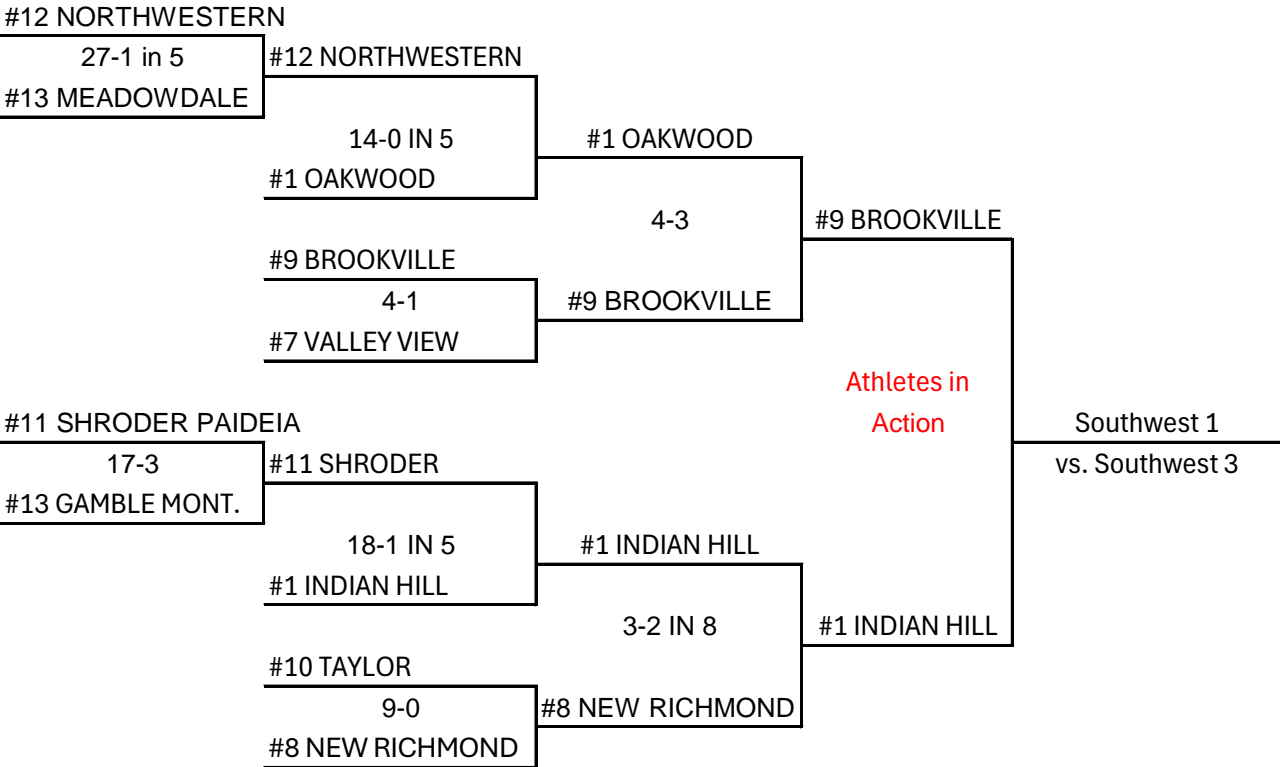 #12 NORTHWESTERN
27-1 in 5
#12 NORTHWESTERN
#13 MEADOWDALE
14-0 IN 5
#1 OAKWOOD
#1 OAKWOOD
4-3
#9 BROOKVILLE
#9 BROOKVILLE
4-1
#9 BROOKVILLE
#7 VALLEY VIEW
Athletes in
Action
#11 SHRODER PAIDEIA
Southwest 1
17-3
#11 SHRODER
vs. Southwest 3
#13 GAMBLE MONT.
18-1 IN 5
#1 INDIAN HILL
#1 INDIAN HILL
3-2 IN 8
#1 INDIAN HILL
#10 TAYLOR
9-0
#8 NEW RICHMOND
#8 NEW RICHMOND